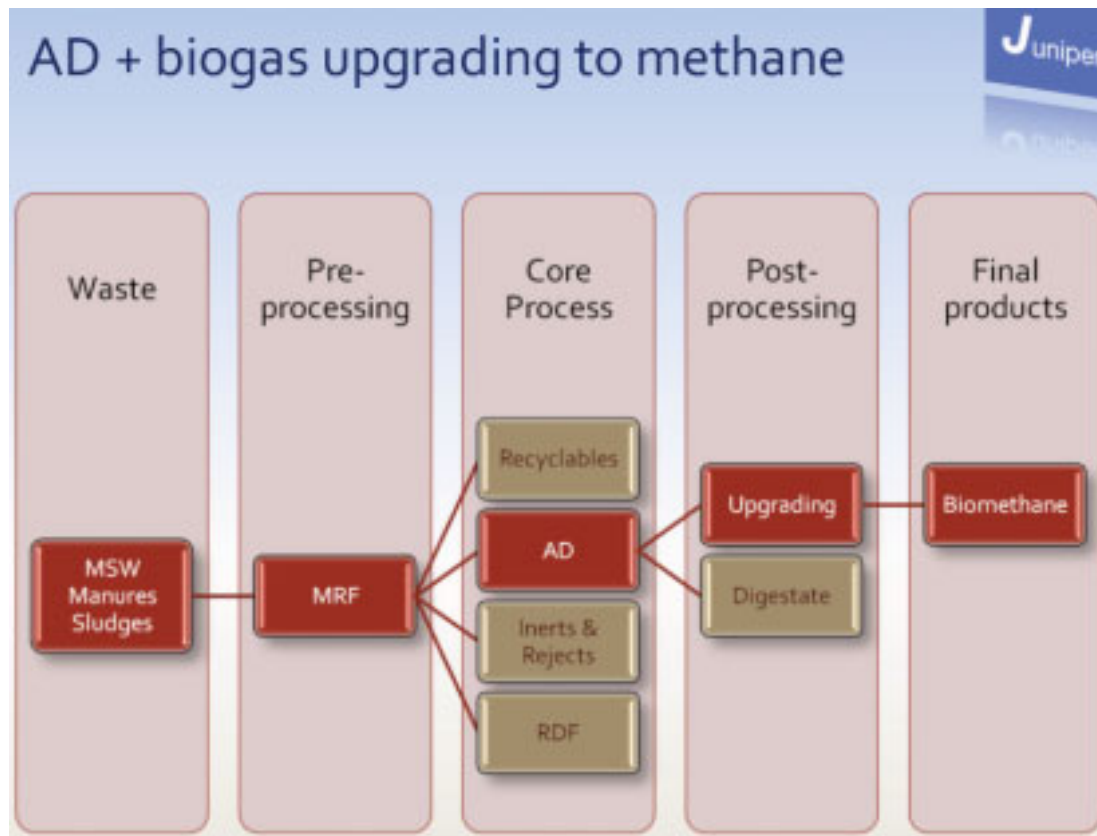 AD + biogas upgrading to methane
Juniper
Waste
Pre-
processing
Core
Process
Post-
processing
Final
products
MSW
Manures
Sludges
MRF
Recyclables
AD
Inerts &
Rejects
RDF
Upgrading
Digestate
Biomethane